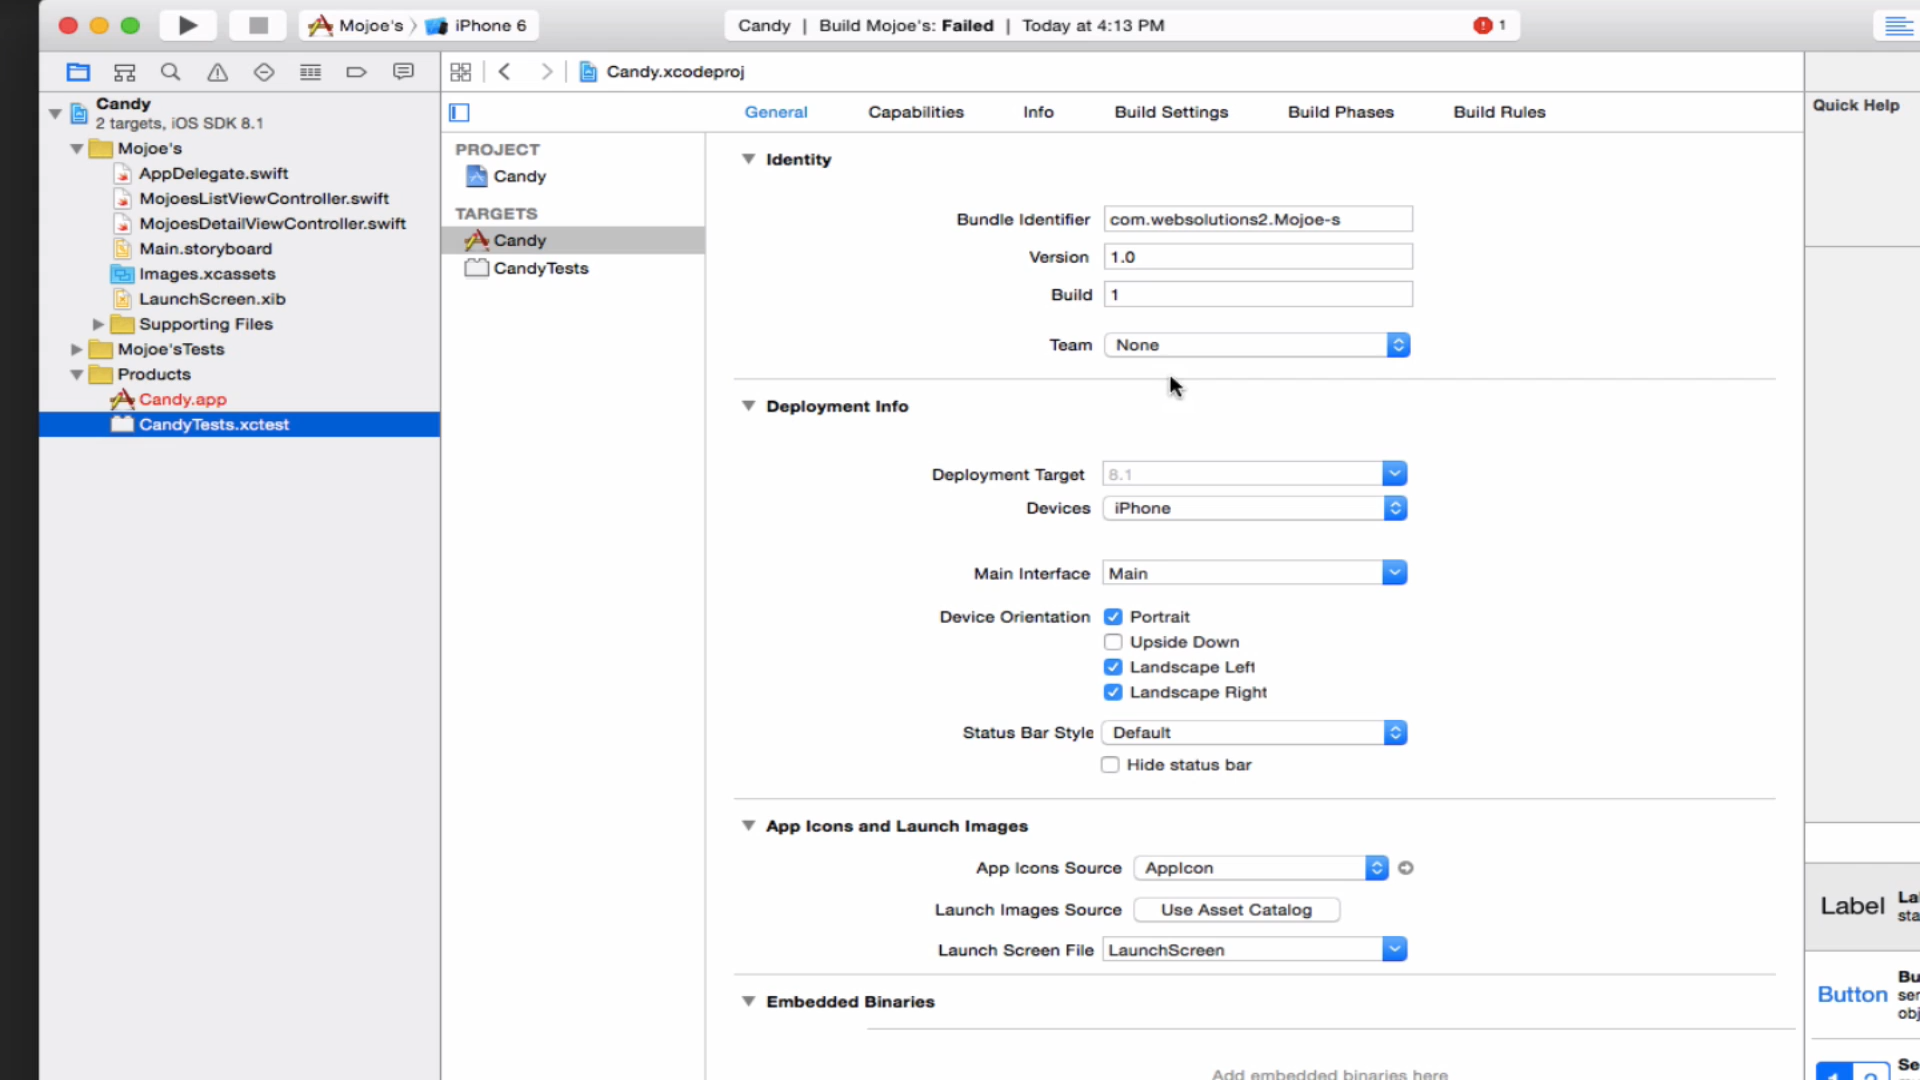 Mojoe's
iPhone 6
Candy | Build Mojoe's: Failed | Today at 4:13 PM
1
Candy.xcodeproj
Candy
2 targets, iOS SDK 8.1
Mojoe's
AppDelegate.swift
MojoesListViewController.swift
MojoesDetailViewController.swift
Main.storyboard
Images.xcassets
LaunchScreen.xib
Supporting Files
Mojoe'sTests
Products
Candy.app
CandyTests.xctest
General
Capabilities
Info
Build Settings
Build Phases
Build Rules
PROJECT
Candy
TARGETS
Candy
CandyTests
Identity
Bundle Identifier com.websolutions2.Mojoe-s
Version 1.0
Build 1
Team None
Deployment Info
Deployment Target 8.1
Devices iPhone
Main Interface Main
Device Orientation Portrait
Upside Down
Landscape Left
Landscape Right
Status Bar Style Default
Hide status bar
App Icons and Launch Images
App Icons Source AppIcon
Launch Images Source Use Asset Catalog
Launch Screen File LaunchScreen
Embedded Binaries
Add embedded binaries here
Quick Help
Label
Button